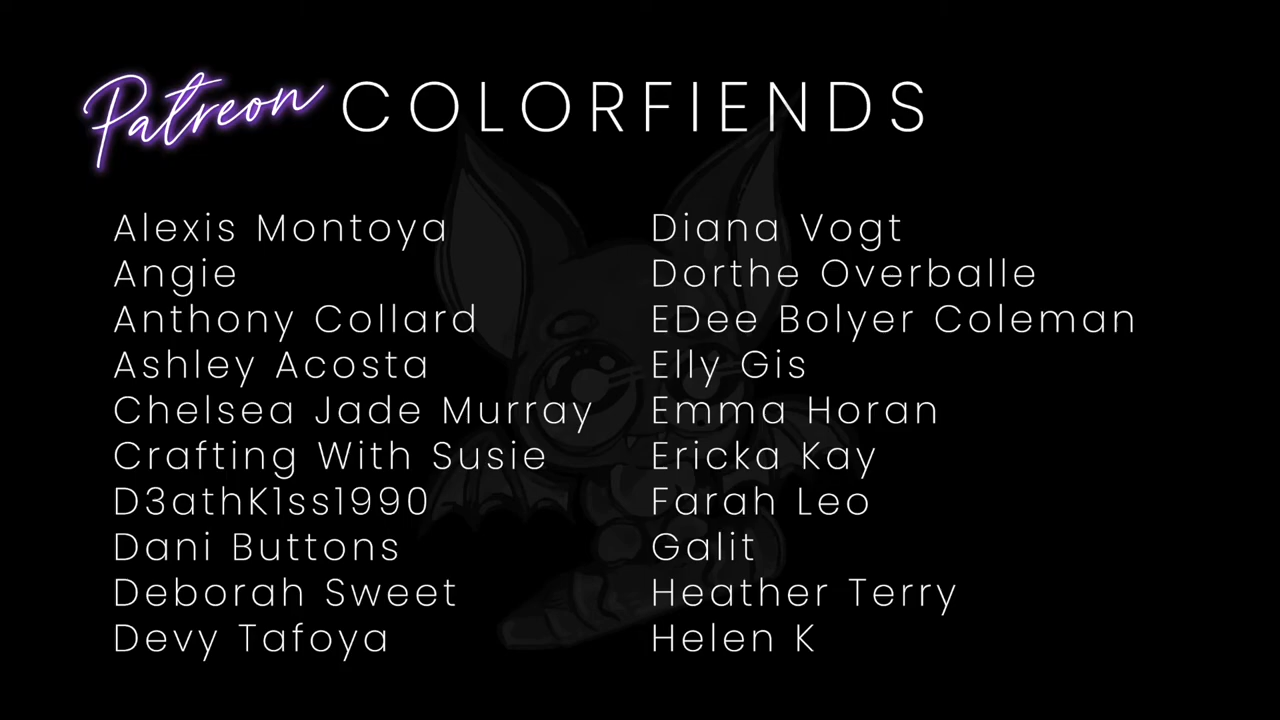 Patreon COLORFIENDS
Alexis Montoya
Angie
Anthony Collard
Ashley Acosta
Chelsea Jade Murray
Crafting With Susie
D3athK1ss1990
Dani Buttons
Deborah Sweet
Devy Tafoya
Diana Vogt
Dorthe Overballe
EDee Bolyer Coleman
Elly Gis
Emma Horan
Ericka Kay
Farah Leo
Galit
Heather Terry
Helen K